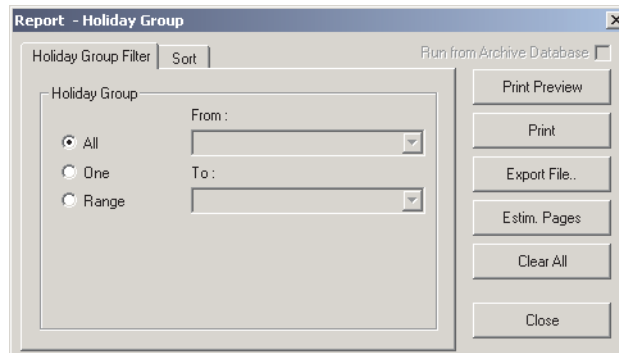 Report - Holiday Group
Holiday Group Filter
Sort
Run from Archive Database
Holiday Group
From :
All
One
To :
Range
Print Preview
Print
Export File..
Estim. Pages
Clear All
Close